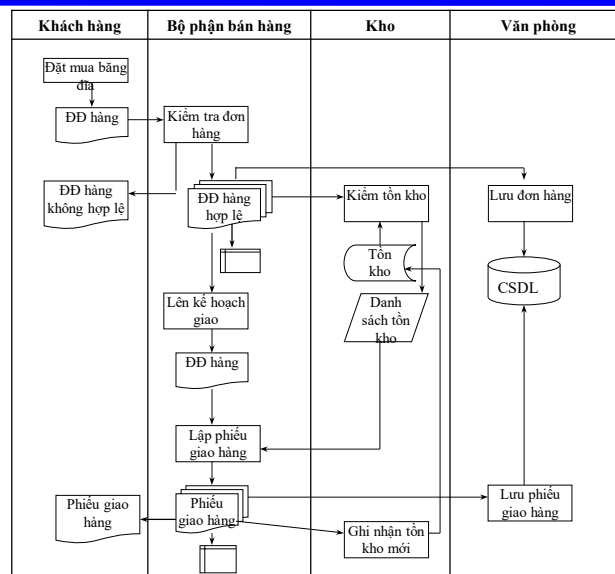 Khách hàng
Bộ phận bán hàng
Kho
Văn phòng
Đặt mua băng
đĩa
ĐĐ hàng
Kiểm tra đơn
hàng
ĐĐ hàng
không hợp lệ
ĐĐ hàng
hợp lệ
Kiểm tồn kho
Lưu đơn hàng
Tồn
kho
CSDL
Lên kế hoạch
giao
Danh
sách tồn
kho
ĐĐ hàng
Lập phiếu
giao hàng
Phiếu giao
hàng
Phiếu
giao hàng
Ghi nhận tồn
kho mới
Lưu phiếu
giao hàng